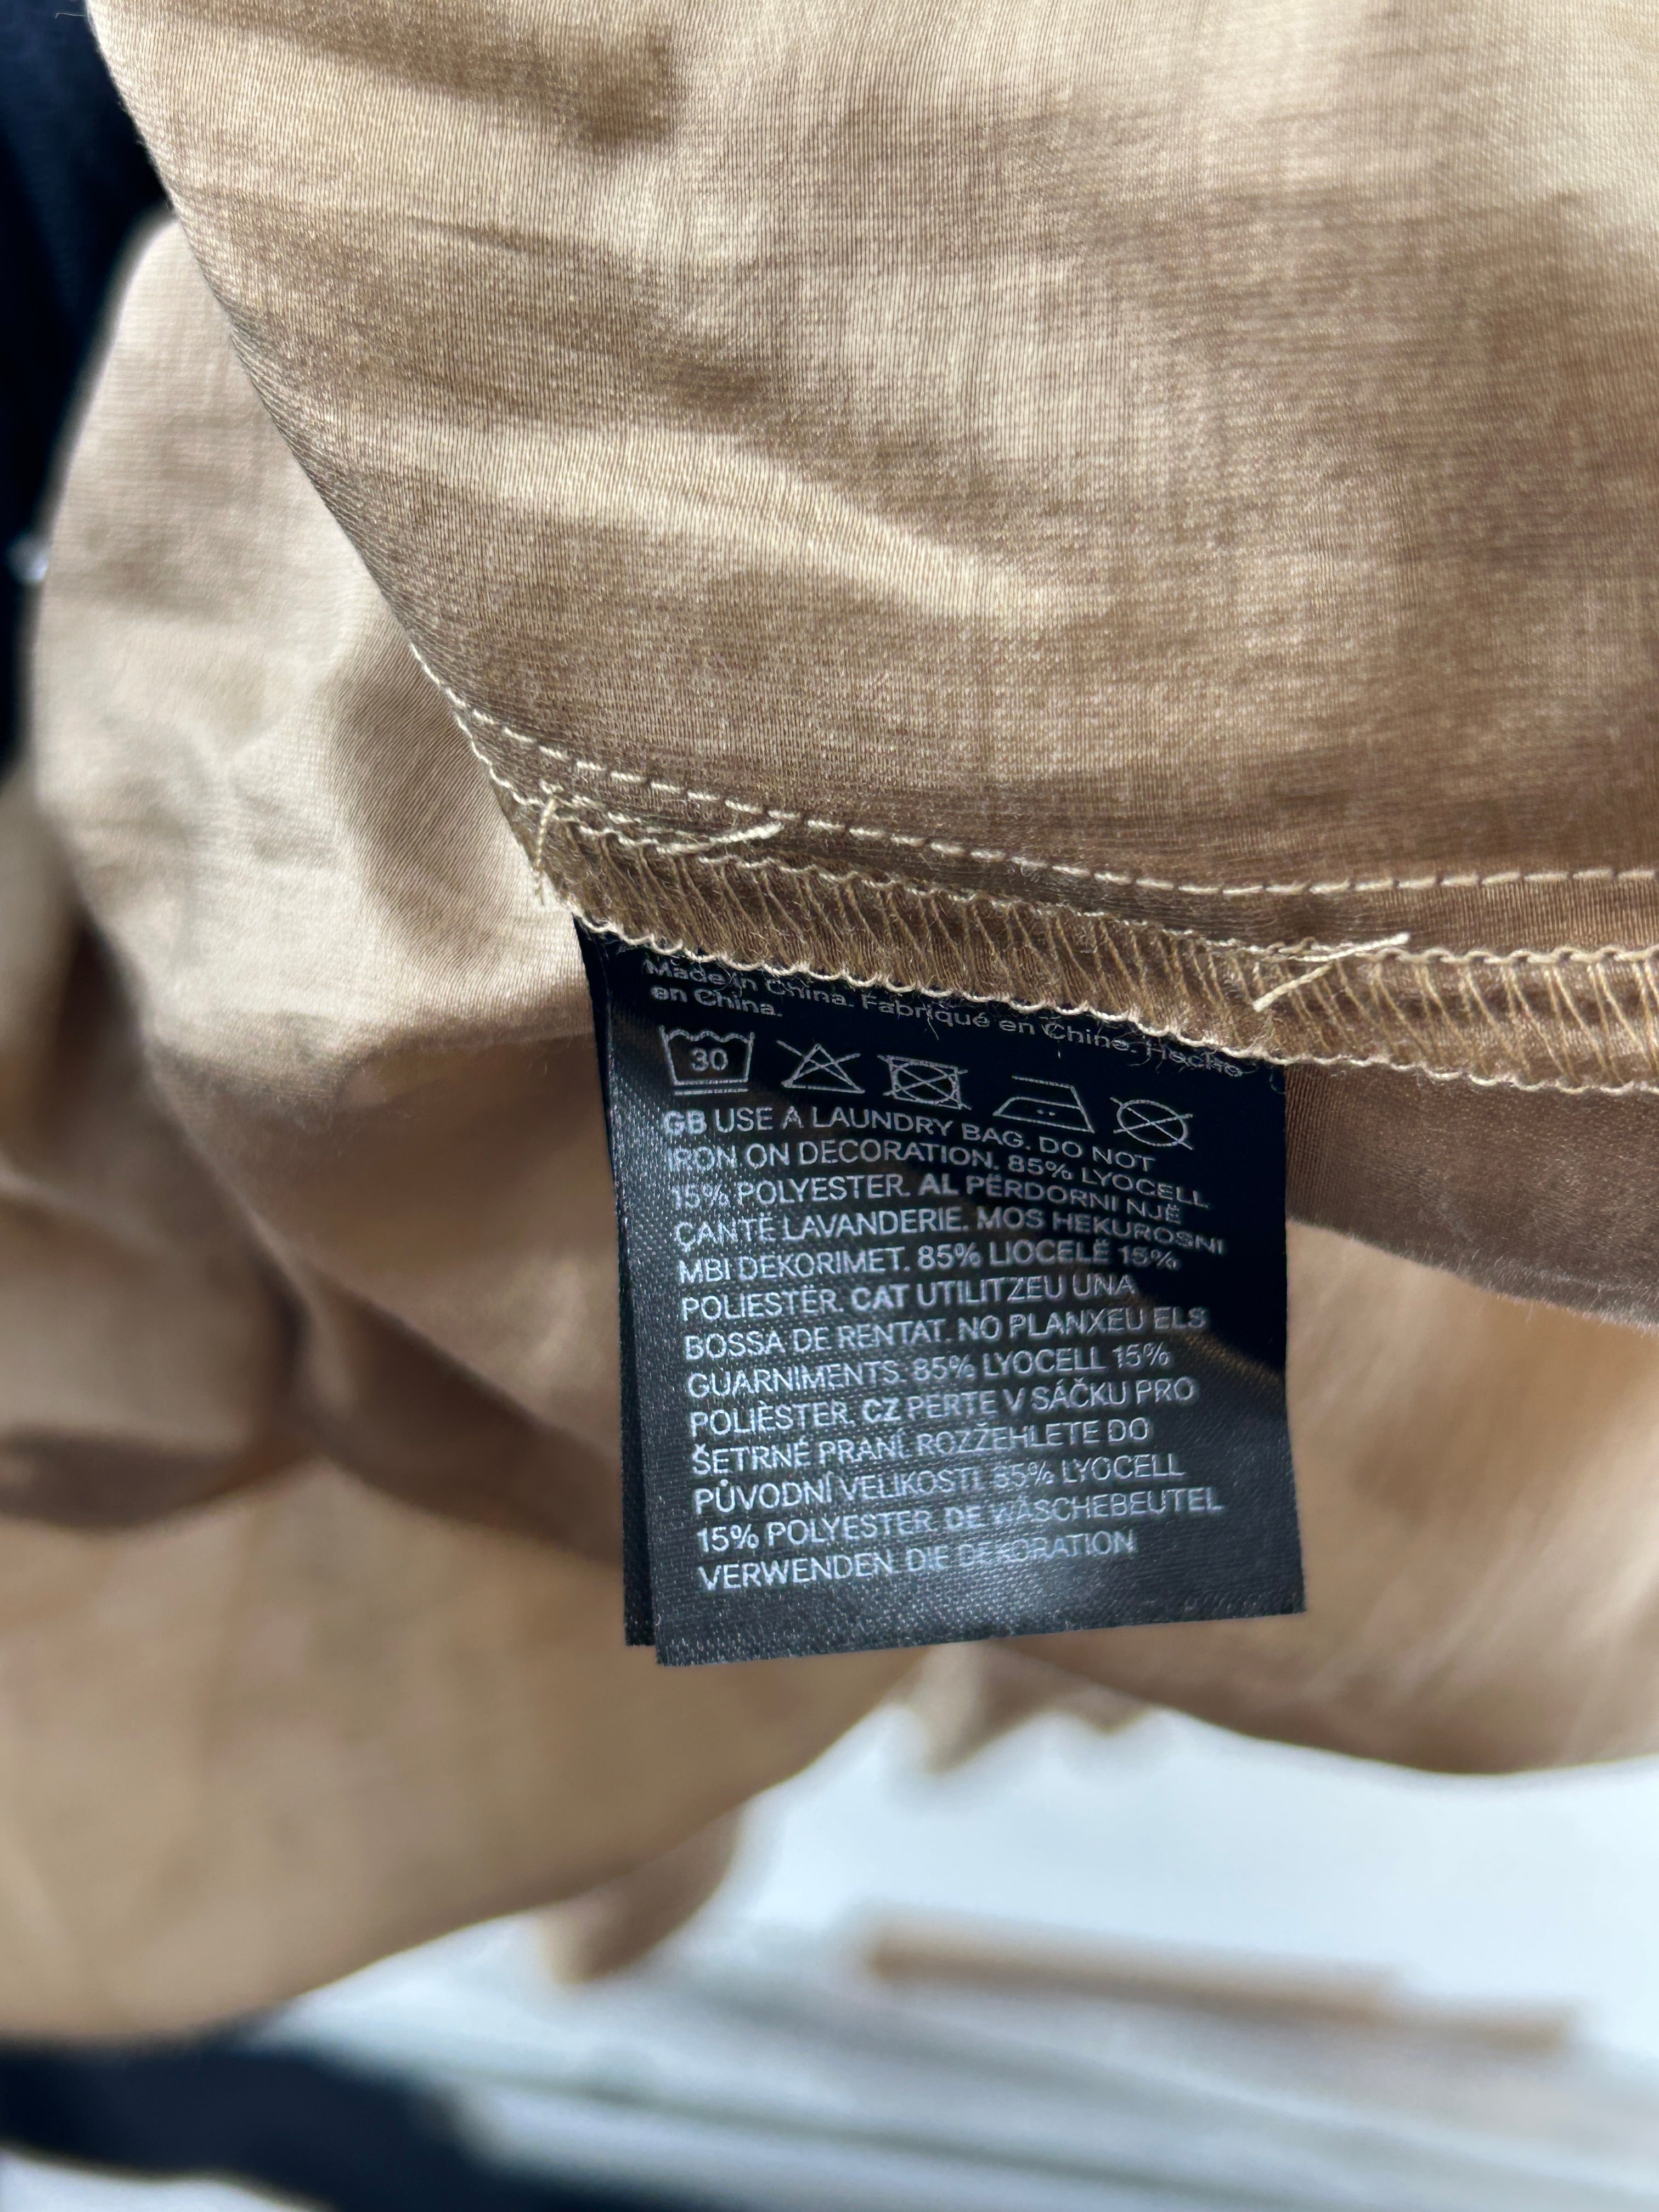 Made in China. Fabriqué en Chine. Hecho
en China.
30
GB USE A LAUNDRY BAG. DO NOT
IRON ON DECORATION. 85% LYOCELL
15% POLYESTER. AL PËRDORNI NJË
ÇANTË LAVANDERIE. MOS HEKUROSNI
MBI DEKORIMET. 85% LIOCELË 15%
POLIESTËR. CAT UTILITZEU UNA
BOSSA DE RENTAT. NO PLANXEU ELS
GUARNIMENTS. 85% LYOCELL 15%
POLIÈSTER. CZ PERTE V SÁČKU PRO
ŠETRNÉ PRANÍ. ROZŽEHLETE DO
PŮVODNÍ VELIKOSTI. 85% LYOCELL
15% POLYESTER. DE WÄSCHEBEUTEL
VERWENDEN. DIE DEKORATION